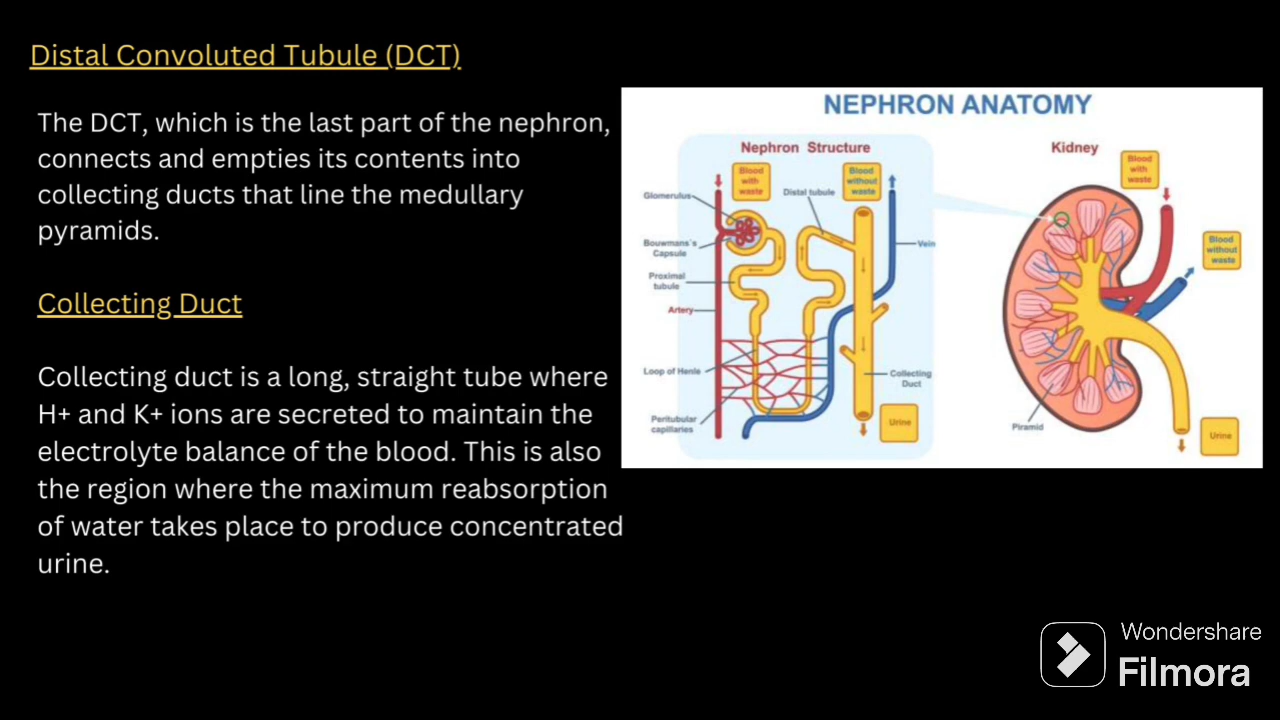 Distal Convoluted Tubule (DCT)
The DCT, which is the last part of the nephron,
connects and empties its contents into
collecting ducts that line the medullary
pyramids.
Collecting Duct
Collecting duct is a long, straight tube where
H+ and K+ ions are secreted to maintain the
electrolyte balance of the blood. This is also
the region where the maximum reabsorption
of water takes place to produce concentrated
urine.
NEPHRON ANATOMY
Nephron Structure
Blood
with
waste
Blood
without
waste
Distal tubule
Glomerulus
Bouwmans`s
Capsule
Proximal
tubule
Artery
Loop of Henle
Peritubular
capillaries
Vein
Collecting
Duct
Urine
Kidney
Blood
with
waste
Blood
without
waste
Piramid
Urine
Wondershare
Filmora